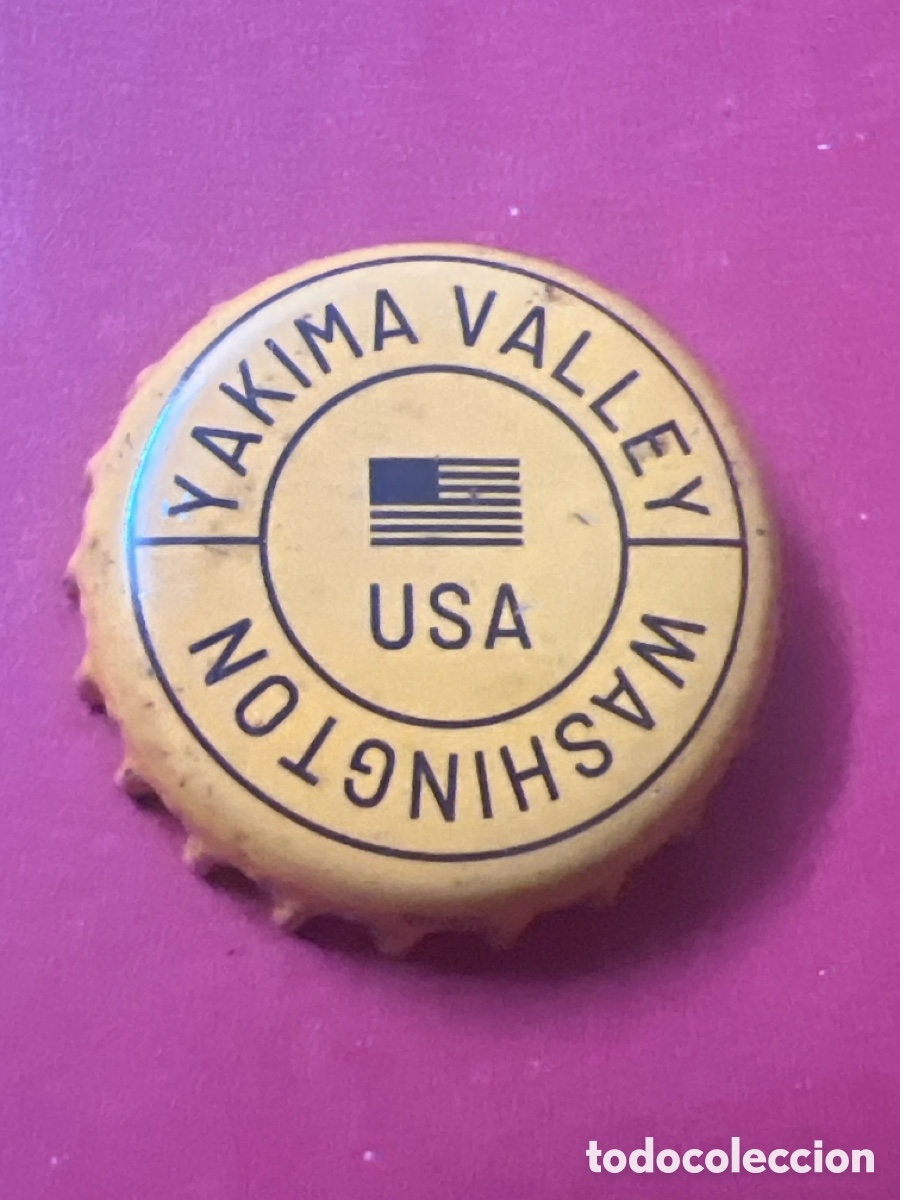 YAKIMA VALLEY
USA
WASHINGTON
todocoleccion